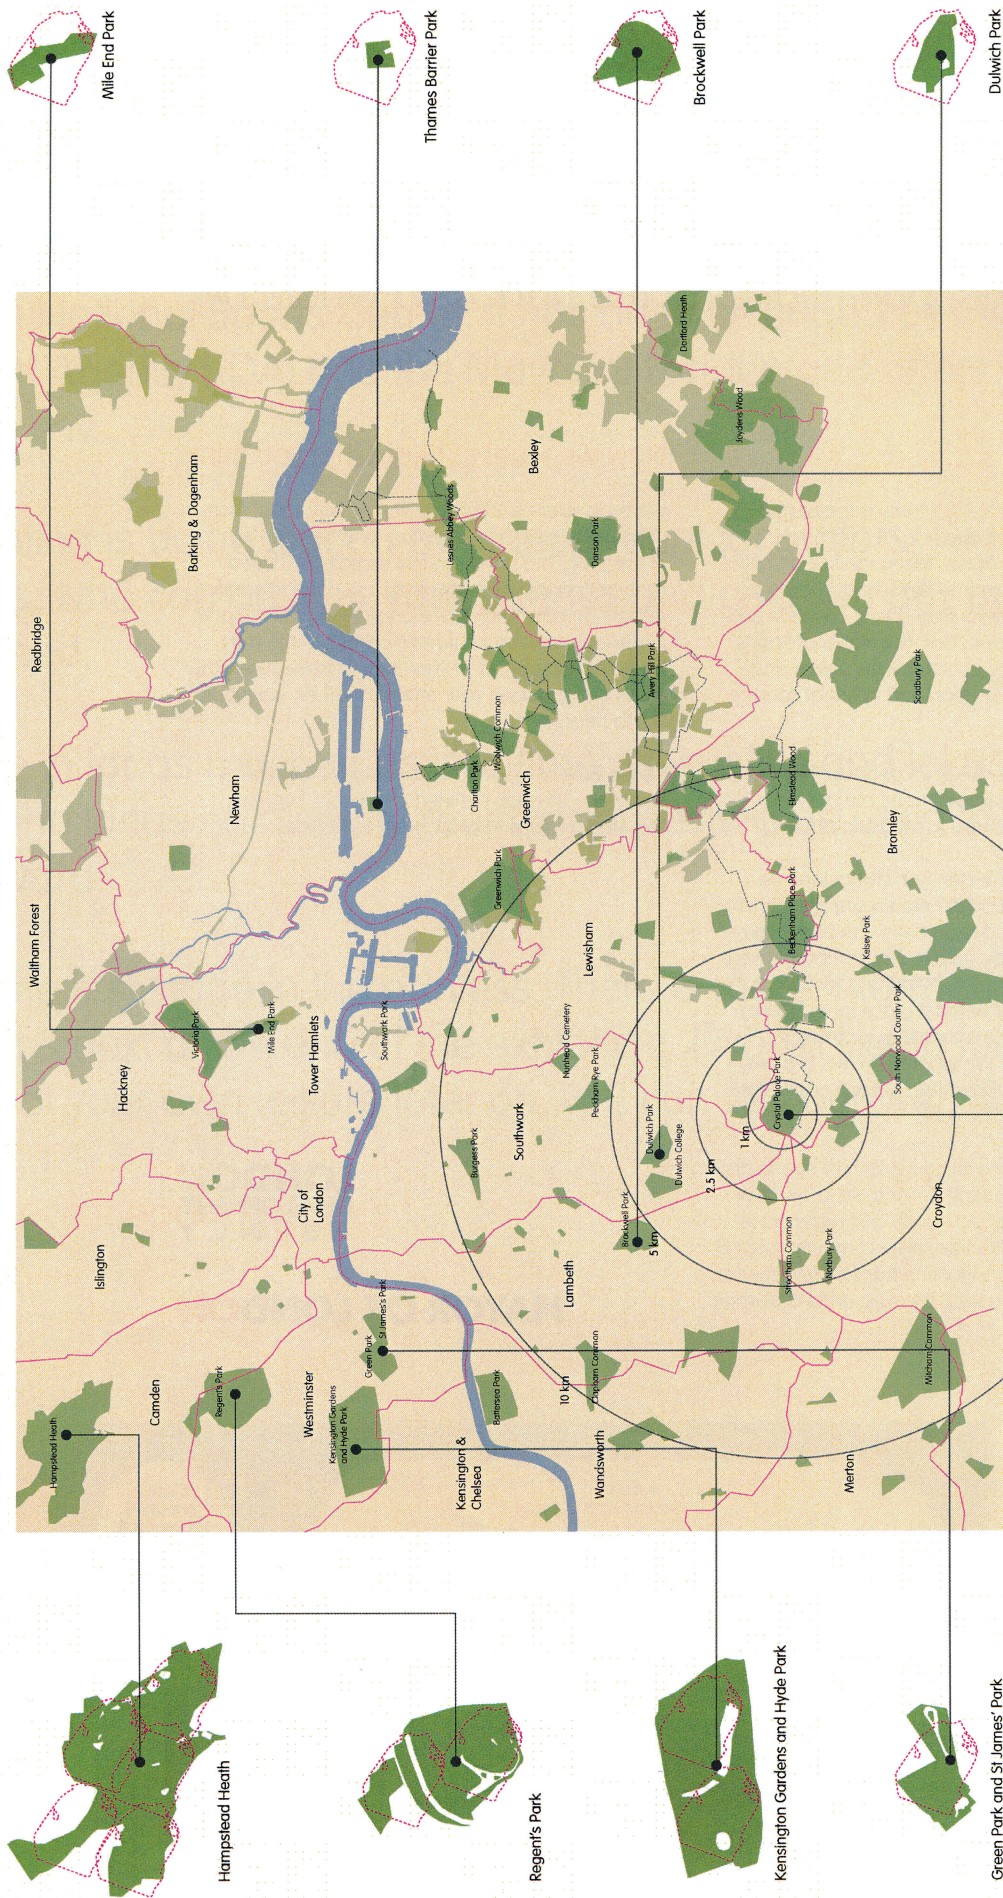 Hampstead Heath
Regent's Park
Kensington Gardens and Hyde Park
Green Park and St James' Park
Hampstead Heath
Camden
Islington
Hackney
Waltham Forest
Redbridge
Victoria Park
Mile End Park
Newham
Barking & Dagenham
Regent's Park
Westminster
Kensington Gardens
and Hyde Park
Green Park
St James's Park
City of
London
Tower Hamlets
Southwark Park
Kensington &
Chelsea
Battersea Park
Burgess Park
Greenwich Park
Charlton Park
Woolwich Common
Lesnes Abbey Woods
Greenwich
Bexley
Danson Park
10 km
Clapham Common
Lambeth
Southwark
Nunhead Cemetery
Peckham Rye Park
Lewisham
Wandsworth
Brockwell Park
5 km
Dulwich Park
Dulwich College
2.5 km
1 km
Avery Hill Park
Dartford Heath
Joydens Wood
Crystal Palace Park
Beckenham Place Park
Elmstead Wood
Streatham Common
Norbury Park
Kelsey Park
South Norwood Country Park
Bromley
Scadbury Park
Merton
Mitcham Common
Croydon
Mile End Park
Thames Barrier Park
Brockwell Park
Dulwich Park